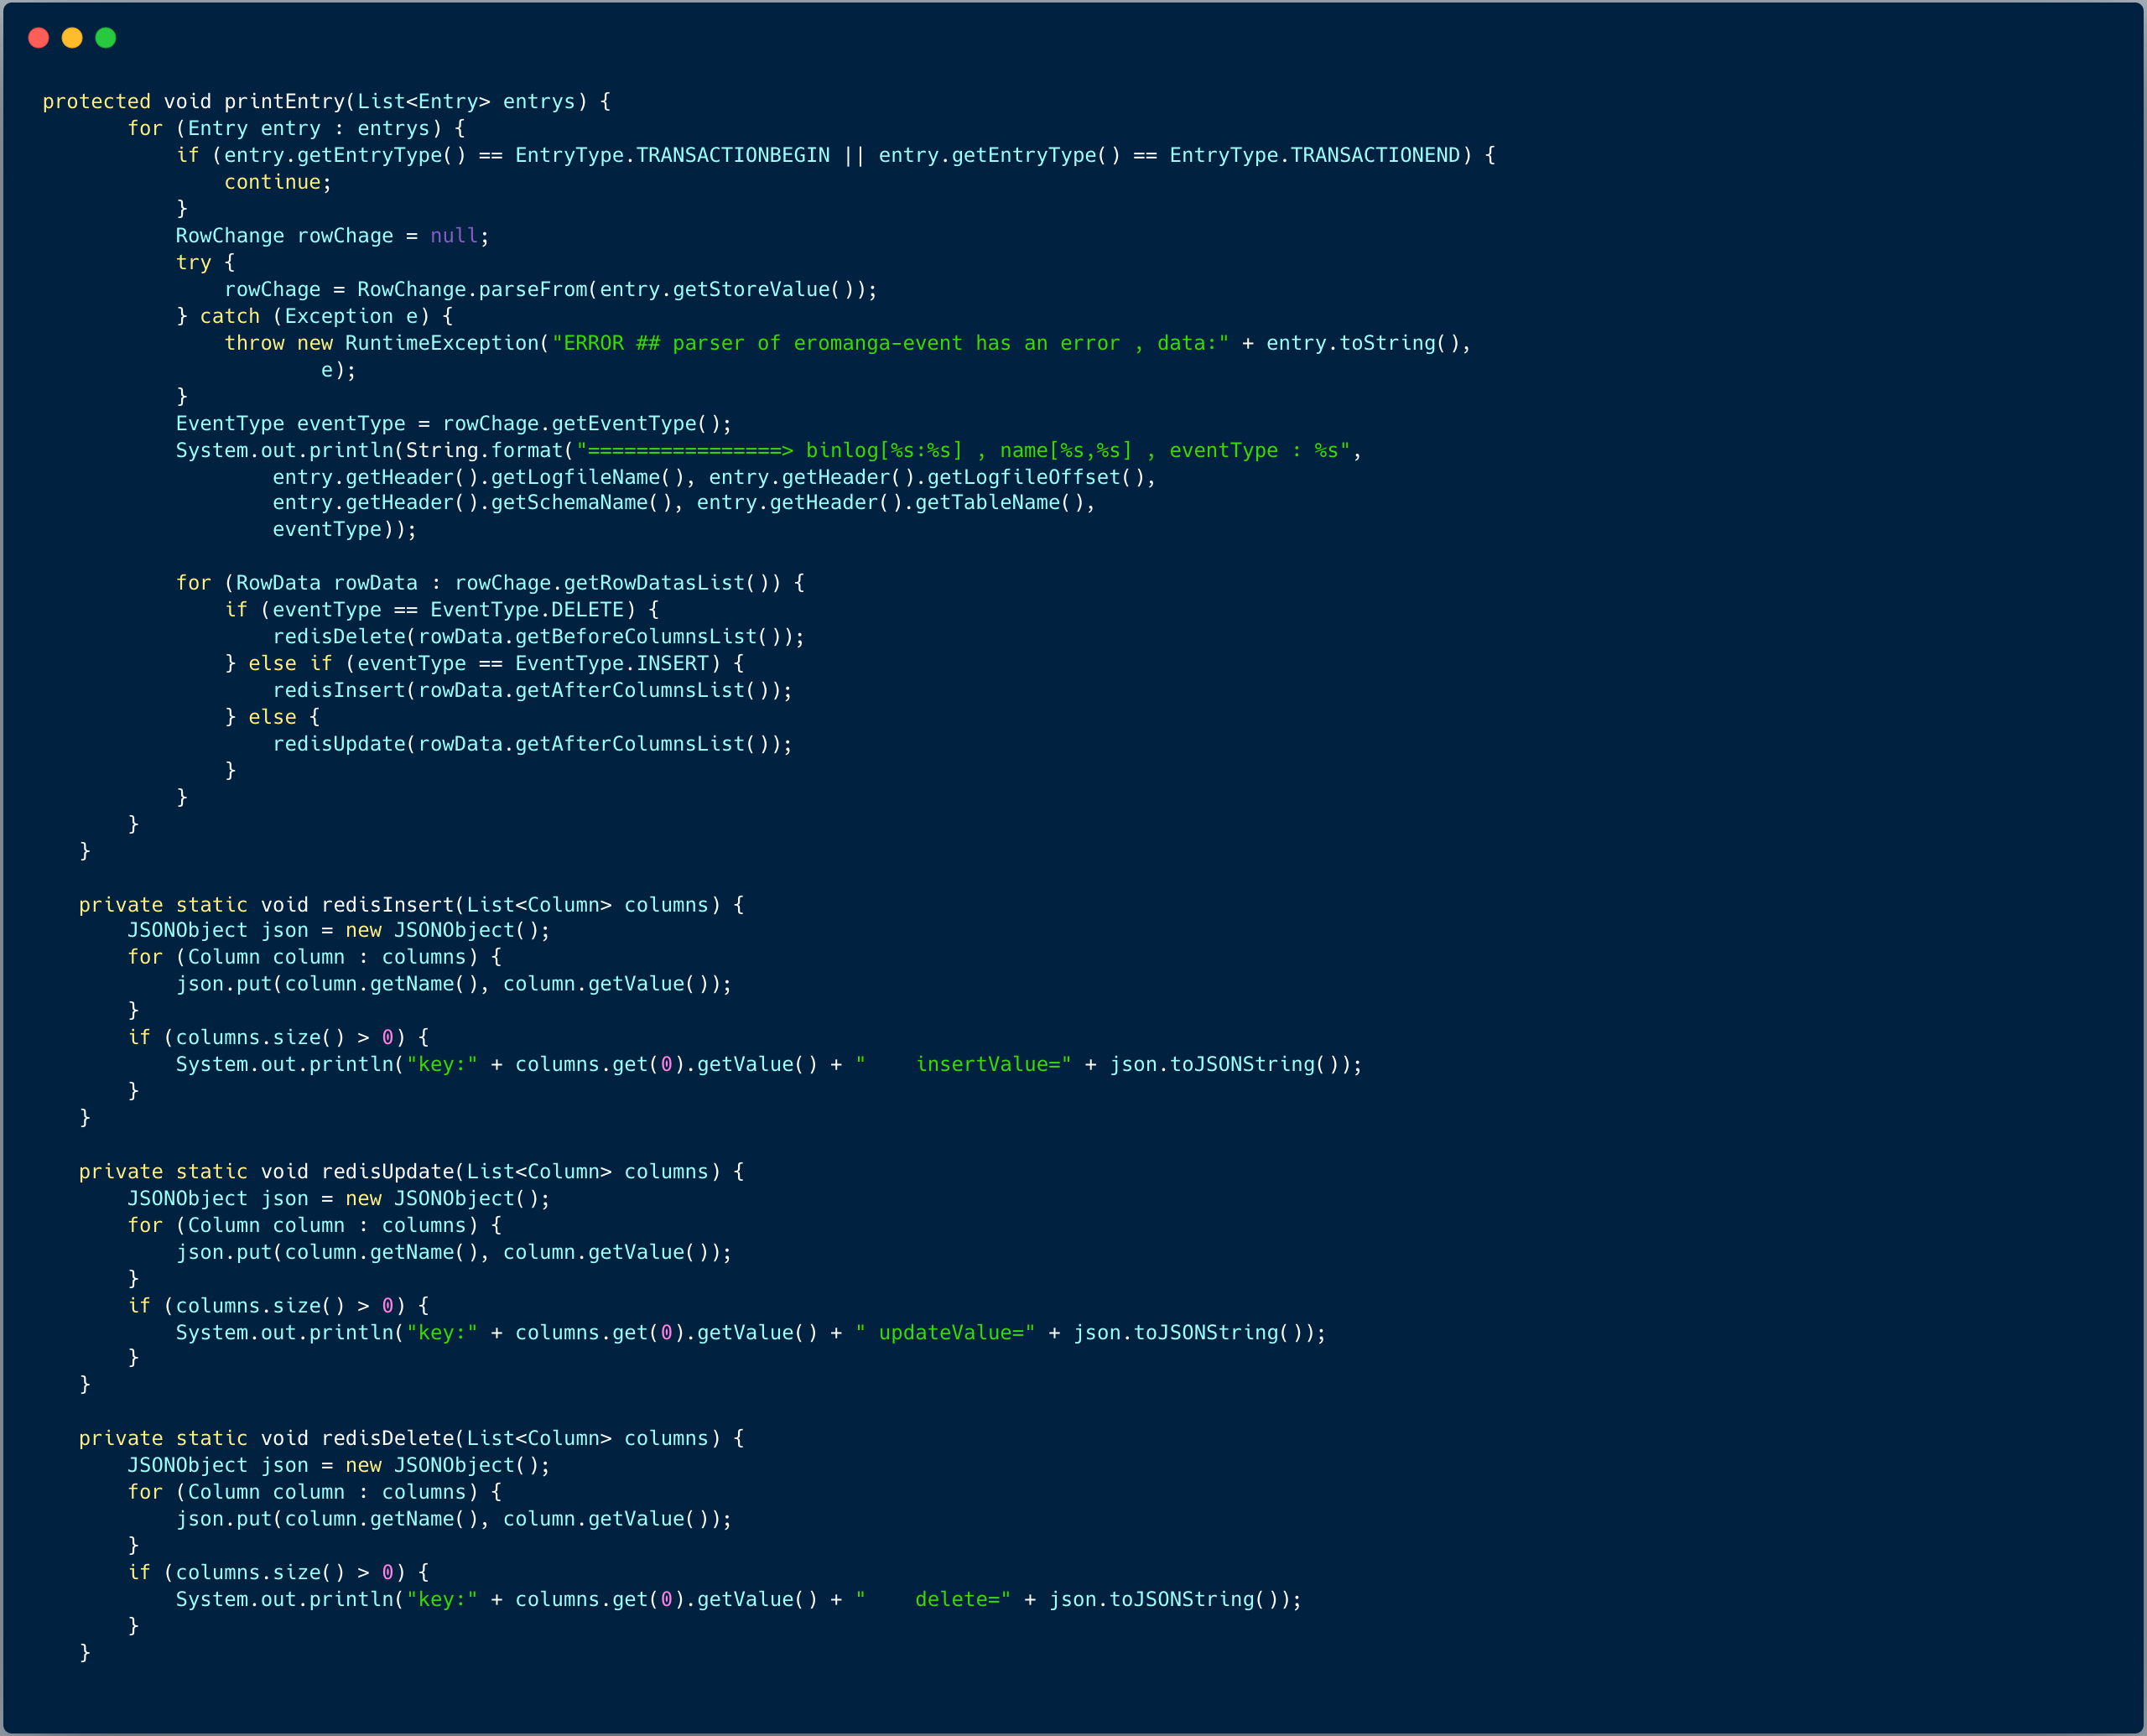 protected void printEntry(List<Entry> entrys) {
        for (Entry entry : entrys) {
            if (entry.getEntryType() == EntryType.TRANSACTIONBEGIN || entry.getEntryType() == EntryType.TRANSACTIONEND) {
                continue;
            }
            RowChange rowChage = null;
            try {
                rowChage = RowChange.parseFrom(entry.getStoreValue());
            } catch (Exception e) {
                throw new RuntimeException("ERROR ## parser of eromanga-event has an error , data:" + entry.toString(),
                        e);
            }
            EventType eventType = rowChage.getEventType();
            System.out.println(String.format("================> binlog[%s:%s] , name[%s,%s] , eventType : %s",
                    entry.getHeader().getLogfileName(), entry.getHeader().getLogfileOffset(),
                    entry.getHeader().getSchemaName(), entry.getHeader().getTableName(),
                    eventType));

            for (RowData rowData : rowChage.getRowDatasList()) {
                if (eventType == EventType.DELETE) {
                    redisDelete(rowData.getBeforeColumnsList());
                } else if (eventType == EventType.INSERT) {
                    redisInsert(rowData.getAfterColumnsList());
                } else {
                    redisUpdate(rowData.getAfterColumnsList());
                }
            }
        }
    }

    private static void redisInsert(List<Column> columns) {
        JSONObject json = new JSONObject();
        for (Column column : columns) {
            json.put(column.getName(), column.getValue());
        }
        if (columns.size() > 0) {
            System.out.println("key:" + columns.get(0).getValue() + "    insertValue=" + json.toJSONString());
        }
    }

    private static void redisUpdate(List<Column> columns) {
        JSONObject json = new JSONObject();
        for (Column column : columns) {
            json.put(column.getName(), column.getValue());
        }
        if (columns.size() > 0) {
            System.out.println("key:" + columns.get(0).getValue() + " updateValue=" + json.toJSONString());
        }
    }

    private static void redisDelete(List<Column> columns) {
        JSONObject json = new JSONObject();
        for (Column column : columns) {
            json.put(column.getName(), column.getValue());
        }
        if (columns.size() > 0) {
            System.out.println("key:" + columns.get(0).getValue() + "    delete=" + json.toJSONString());
        }
    }